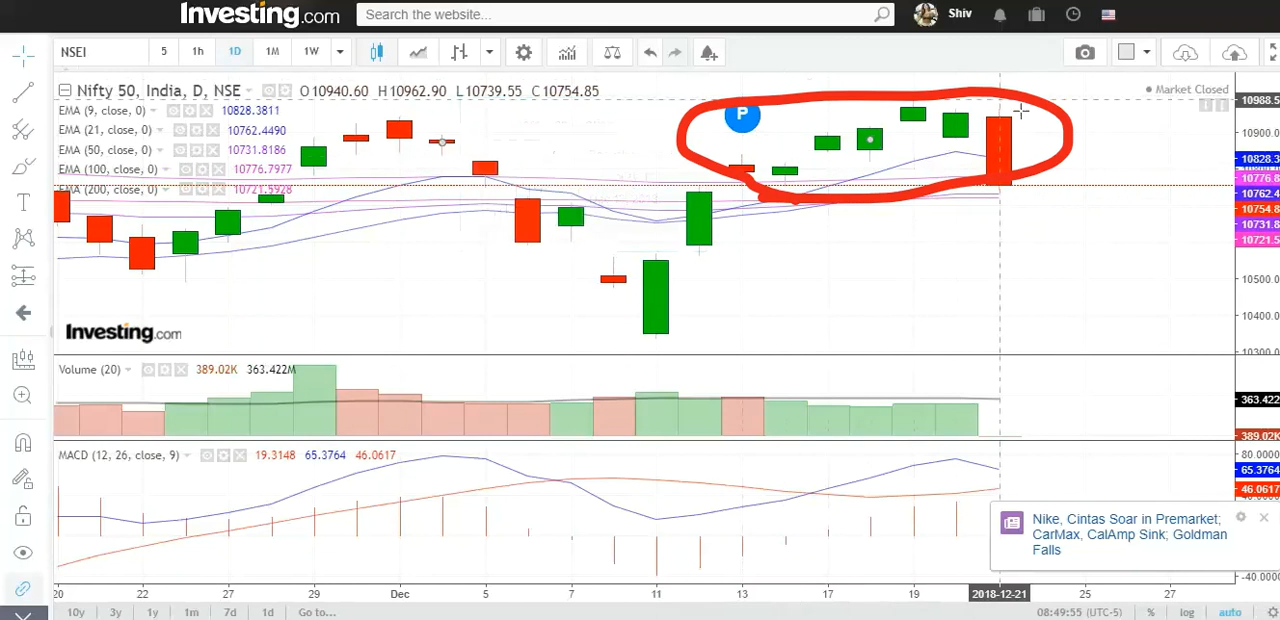 Investing.com Search the website... Shiv
NSEI 5 1h 1D 1M 1W
Nifty 50, India, D, NSE O10940.60 H10962.90 L10739.55 C10754.85 Market Closed
EMA (9, close, 0) 10828.3811
EMA (21, close, 0) 10762.4490
EMA (50, close, 0) 10731.8186
EMA (100, close, 0) 10776.7977
EMA (200, close, 0) 10721.5928
P
10988.5
10900.0
10828.3
10776.8
10762.4
10754.8
10731.8
10721.5
10500.0
10400.0
10300.0
Investing.com
Volume (20) 389.02K 363.422M
363.422
389.02K
MACD (12, 26, close, 9) 19.3148 65.3764 46.0617
80.0000
65.3764
46.0617
-40.0000
Nike, Cintas Soar in Premarket;
CarMax, CalAmp Sink; Goldman
Falls
20 22 27 29 Dec 5 7 11 13 17 19 2018-12-21 25 27
10y 3y 1y 1m 7d 1d Go to... 08:49:55 (UTC-5) % log auto